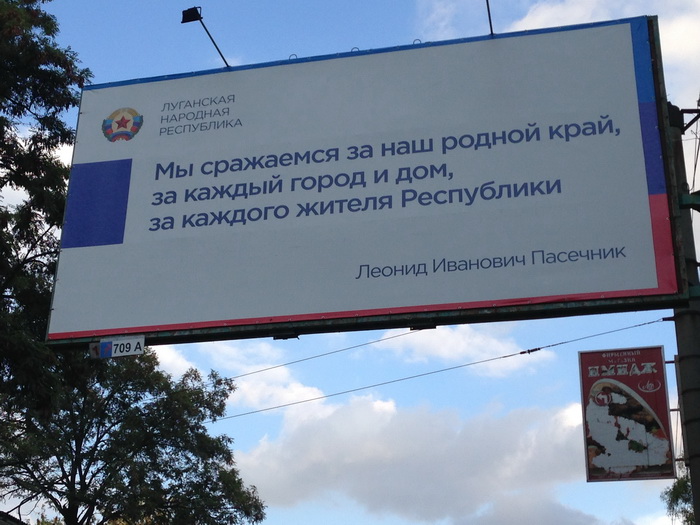 ЛУГАНСКАЯ
НАРОДНАЯ
РЕСПУБЛИКА
Мы сражаемся за наш родной край,
за каждый город и дом,
за каждого жителя Республики
Леонид Иванович Пасечник
709 А